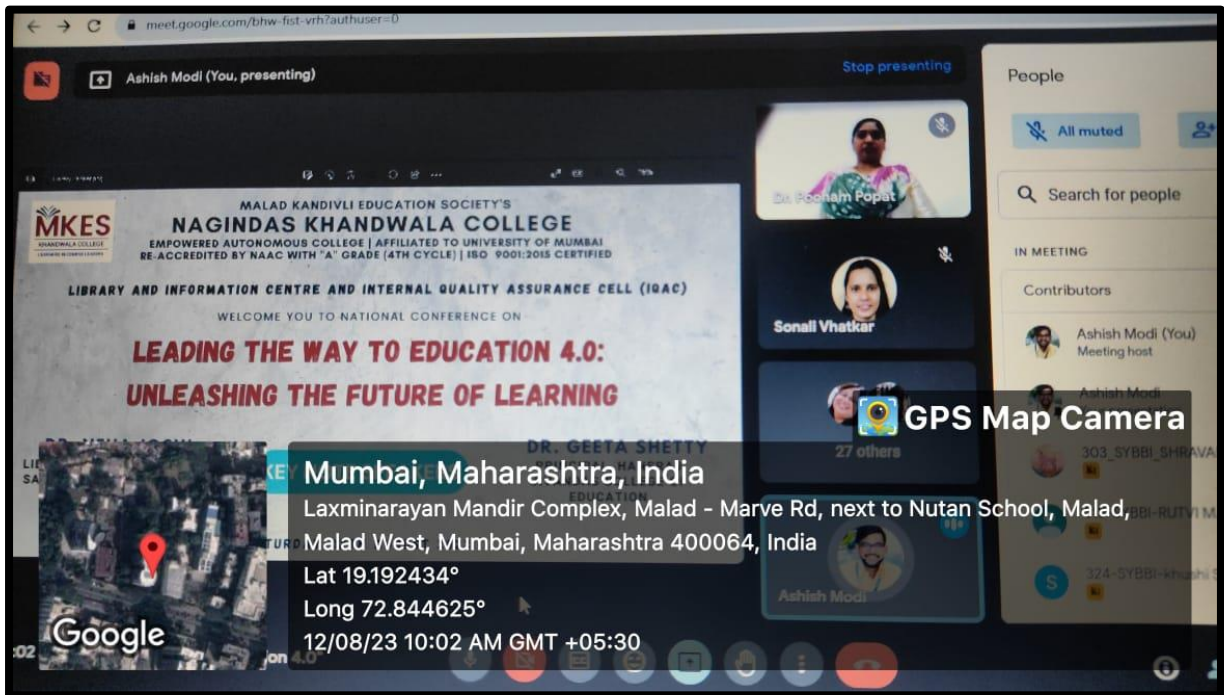 meet.google.com/bhw-fist-vrh?authuser=0
Ashish Modi (You, presenting)
Stop presenting
People
All muted
Search for people
IN MEETING
Contributors
Ashish Modi (You)
Meeting host
Ashish Modi
303_SYBBI_SHRAVA
YBBI-RUTVI M
324-SYBBI-khushi S
S
Dr. Poonam Popat
Sonali Vhatkar
27 others
Ashish Modi
MKES
KHANDWALA COLLEGE
MALAD KANDIVLI EDUCATION SOCIETY'S
NAGINDAS KHANDWALA COLLEGE
EMPOWERED AUTONOMOUS COLLEGE | AFFILIATED TO UNIVERSITY OF MUMBAI
RE-ACCREDITED BY NAAC WITH "A" GRADE (4TH CYCLE) | ISO 9001:2015 CERTIFIED
LIBRARY AND INFORMATION CENTRE AND INTERNAL QUALITY ASSURANCE CELL (IQAC)
WELCOME YOU TO NATIONAL CONFERENCE ON
LEADING THE WAY TO EDUCATION 4.0:
UNLEASHING THE FUTURE OF LEARNING
DR. GEETA SHETTY
EDUCATION
GPS Map Camera
Mumbai, Maharashtra, India
Laxminarayan Mandir Complex, Malad - Marve Rd, next to Nutan School, Malad,
Malad West, Mumbai, Maharashtra 400064, India
Lat 19.192434°
Long 72.844625°
12/08/23 10:02 AM GMT +05:30
Google